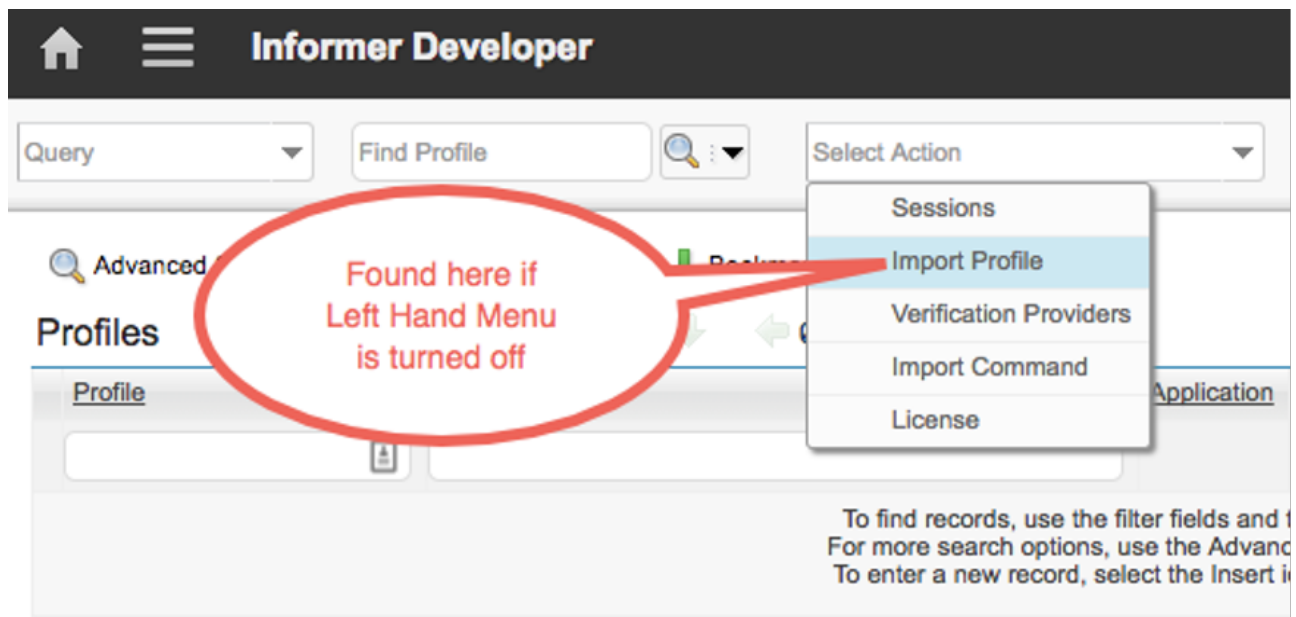 Informer Developer
Query
Find Profile
Select Action
Sessions
Import Profile
Verification Providers
Import Command
License
Advanced
Found here if
Left Hand Menu
is turned off
Profiles
Profile
Application
To find records, use the filter fields and
For more search options, use the
To enter a new record, select the Insert